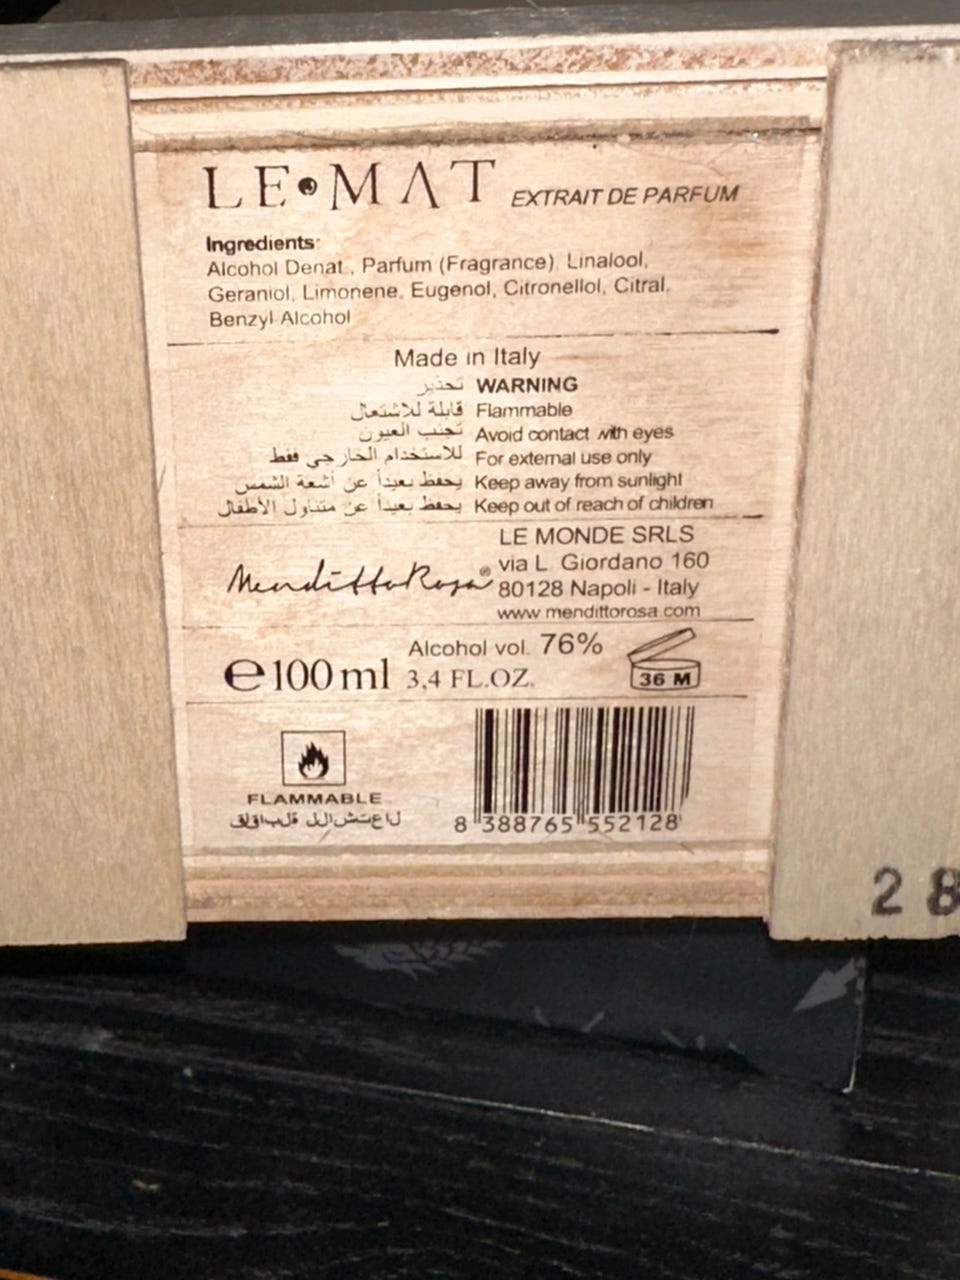 LE•MAT EXTRAIT DE PARFUM
Ingredients:
Alcohol Denat., Parfum (Fragrance), Linalool,
Geraniol, Limonene, Eugenol, Citronellol, Citral,
Benzyl Alcohol
Made in Italy
تحذير WARNING
قابلة للاشتعال Flammable
تجنب العيون Avoid contact with eyes
للاستخدام الخارجي فقط For external use only
يحفظ بعيداً عن اشعة الشمس Keep away from sunlight
يحفظ بعيداً عن متناول الأطفال Keep out of reach of children
LE MONDE SRLS
via L. Giordano 160
MendittoRosa® 80128 Napoli - Italy
www.mendittorosa.com
Alcohol vol. 76%
℮100ml 3,4 FL.OZ.
36 M
FLAMMABLE
8 388765 552128
28